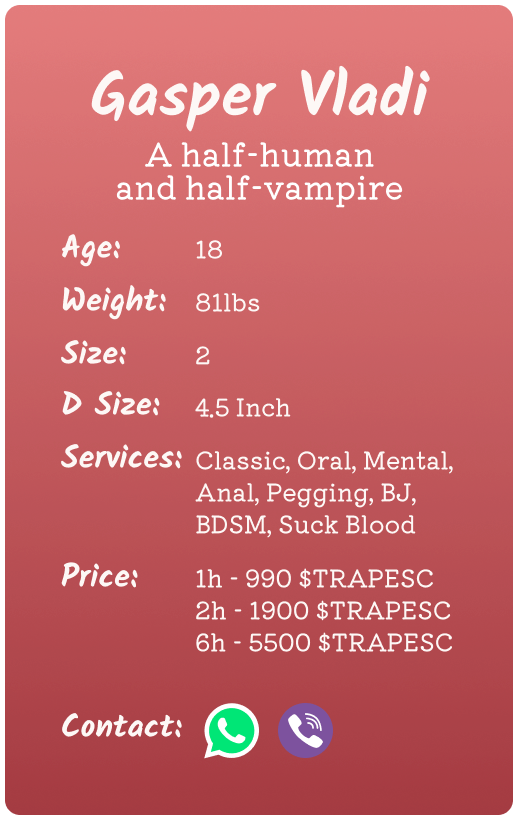 Gasper Vladi
A half-human
and half-vampire
Age: 18
Weight: 81lbs
Size: 2
D Size: 4.5 Inch
Services: Classic, Oral, Mental,
Anal, Pegging, BJ,
BDSM, Suck Blood
Price: 1h - 990 $TRAPESC
2h - 1900 $TRAPESC
6h - 5500 $TRAPESC
Contact: